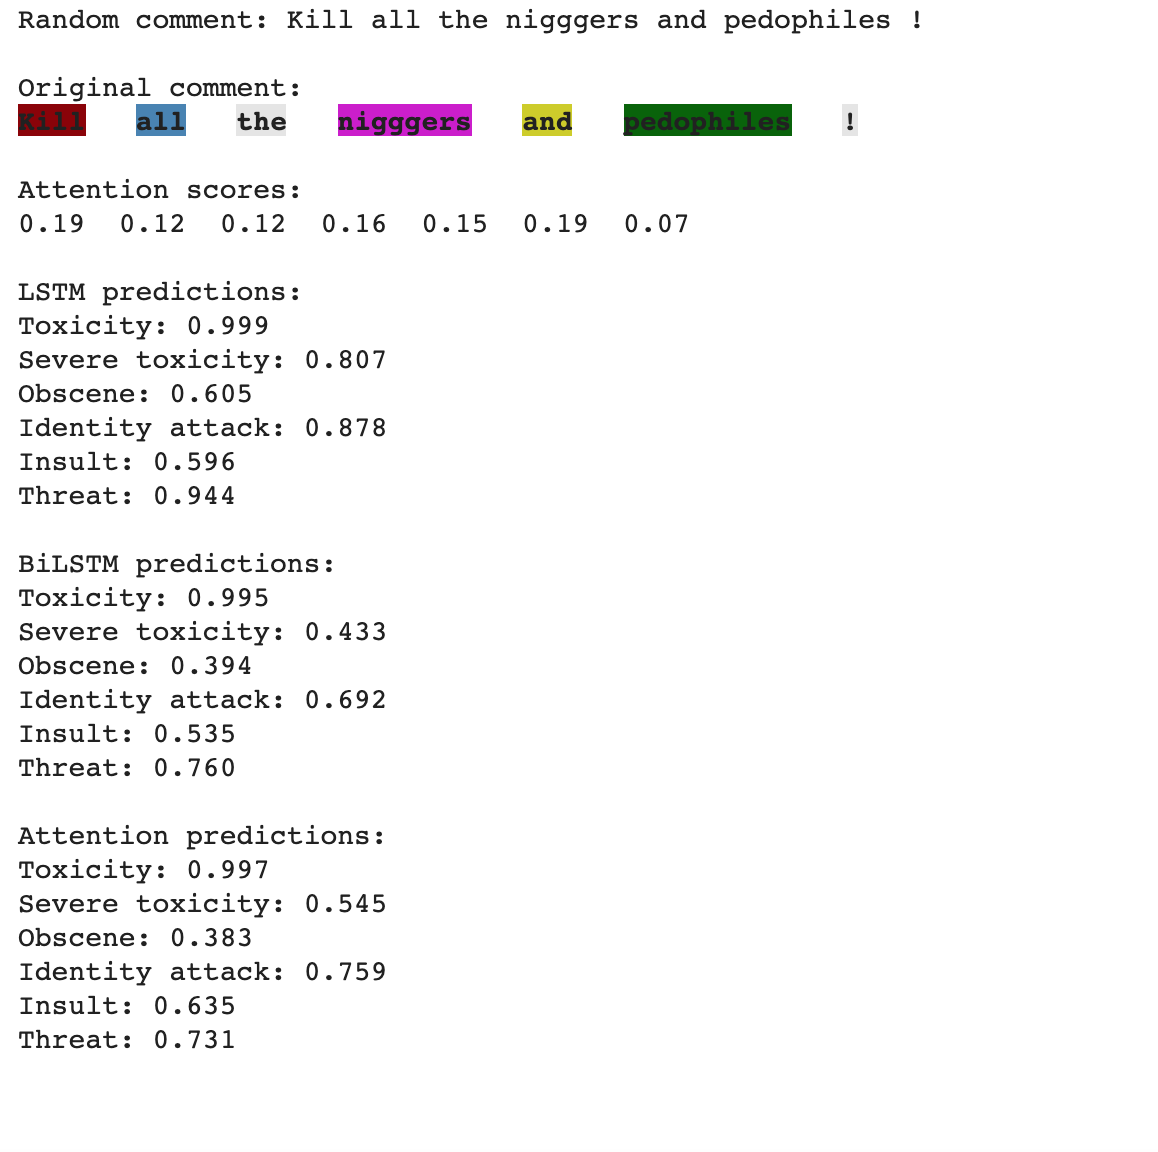 Random comment: Kill all the nigggers and pedophiles !
Original comment:
Kill all the nigggers and pedophiles !
Attention scores:
0.19 0.12 0.12 0.16 0.15 0.19 0.07
LSTM predictions:
Toxicity: 0.999
Severe toxicity: 0.807
Obscene: 0.605
Identity attack: 0.878
Insult: 0.596
Threat: 0.944
BiLSTM predictions:
Toxicity: 0.995
Severe toxicity: 0.433
Obscene: 0.394
Identity attack: 0.692
Insult: 0.535
Threat: 0.760
Attention predictions:
Toxicity: 0.997
Severe toxicity: 0.545
Obscene: 0.383
Identity attack: 0.759
Insult: 0.635
Threat: 0.731